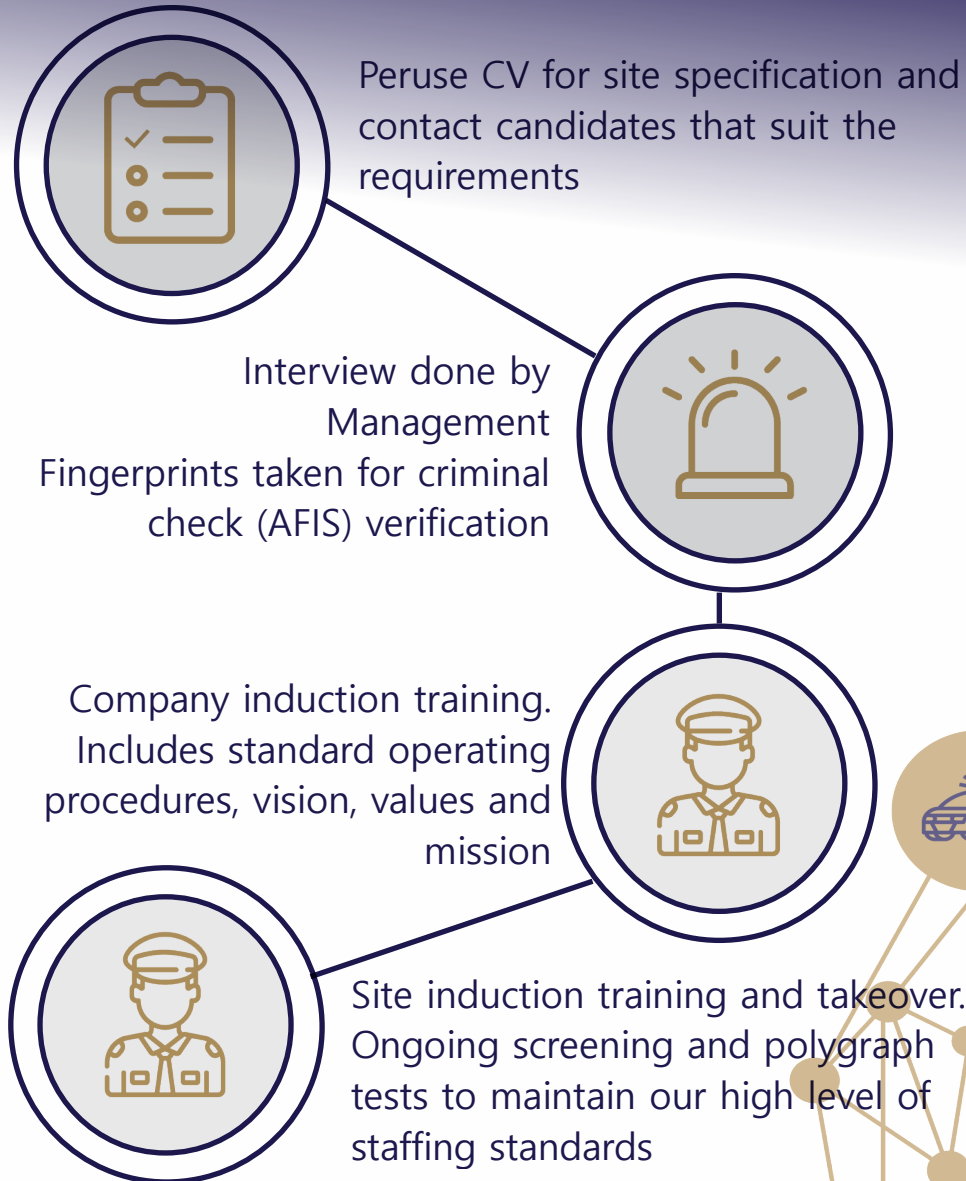 Peruse CV for site specification and
contact candidates that suit the
requirements
Interview done by
Management
Fingerprints taken for criminal
check (AFIS) verification
Company induction training.
Includes standard operating
procedures, vision, values and
mission
Site induction training and takeover.
Ongoing screening and polygraph
tests to maintain our high level of
staffing standards